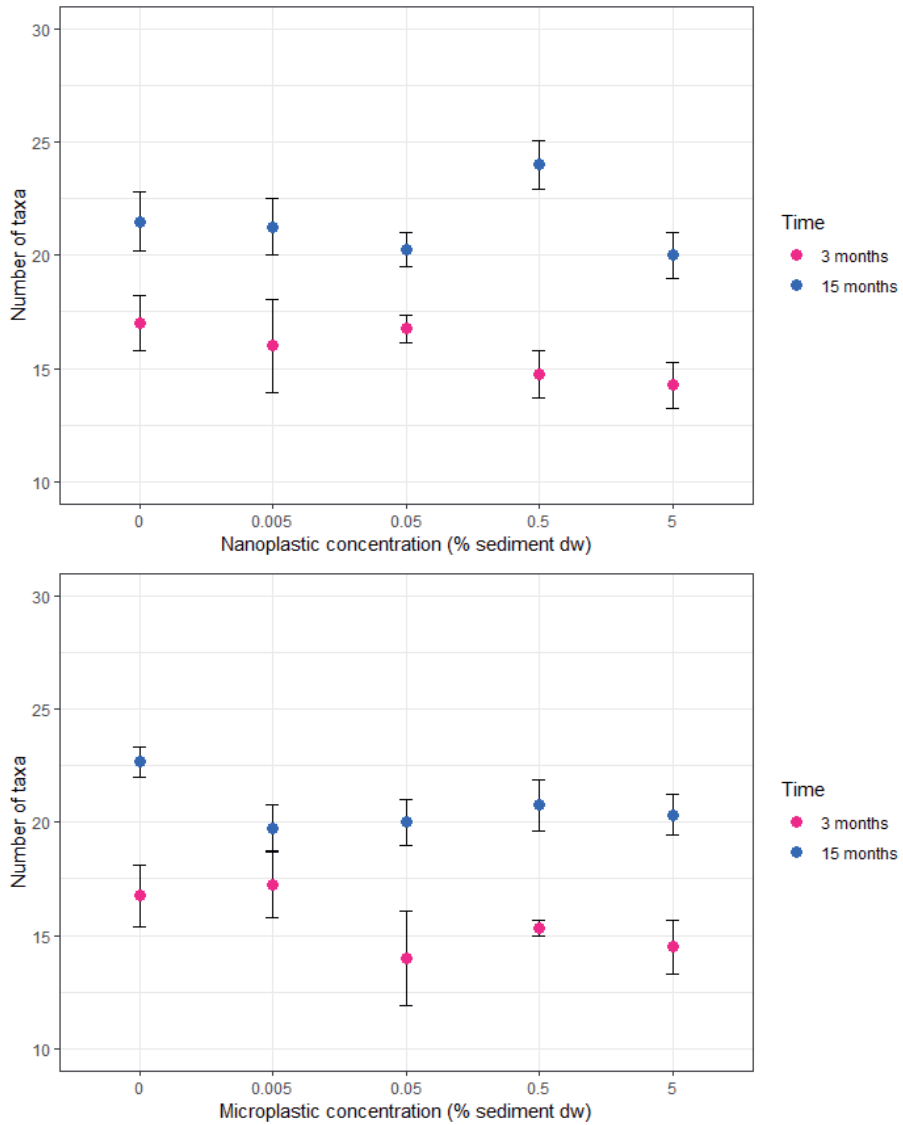 30
25
20
15
10
Number of taxa
0 0.005 0.05 0.5 5
Nanoplastic concentration (% sediment dw)
Time
3 months
15 months
30
25
20
15
10
Number of taxa
0 0.005 0.05 0.5 5
Microplastic concentration (% sediment dw)
Time
3 months
15 months